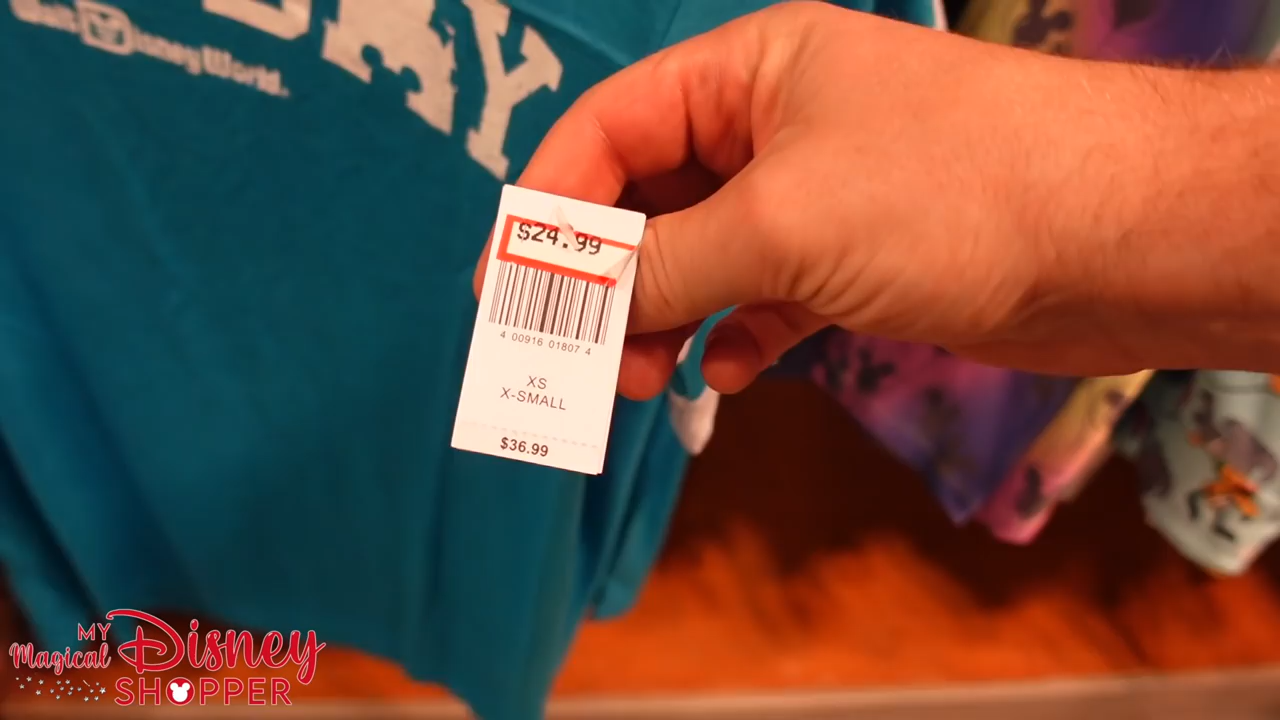 Walt Disney World.
$24.99
4 00916 01807 4
XS
X-SMALL
$36.99
MY
Magical Disney
SHOPPER